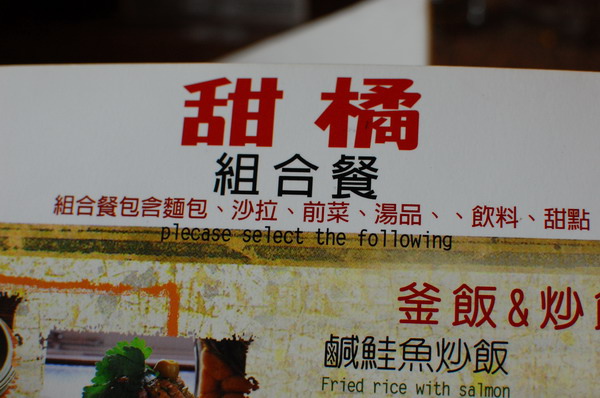 甜橘
組合餐
組合餐包含麵包、沙拉、前菜、湯品、、飲料、甜點
plecase select the following
釜飯&炒
鹹鮭魚炒飯
Fried rice with salmon